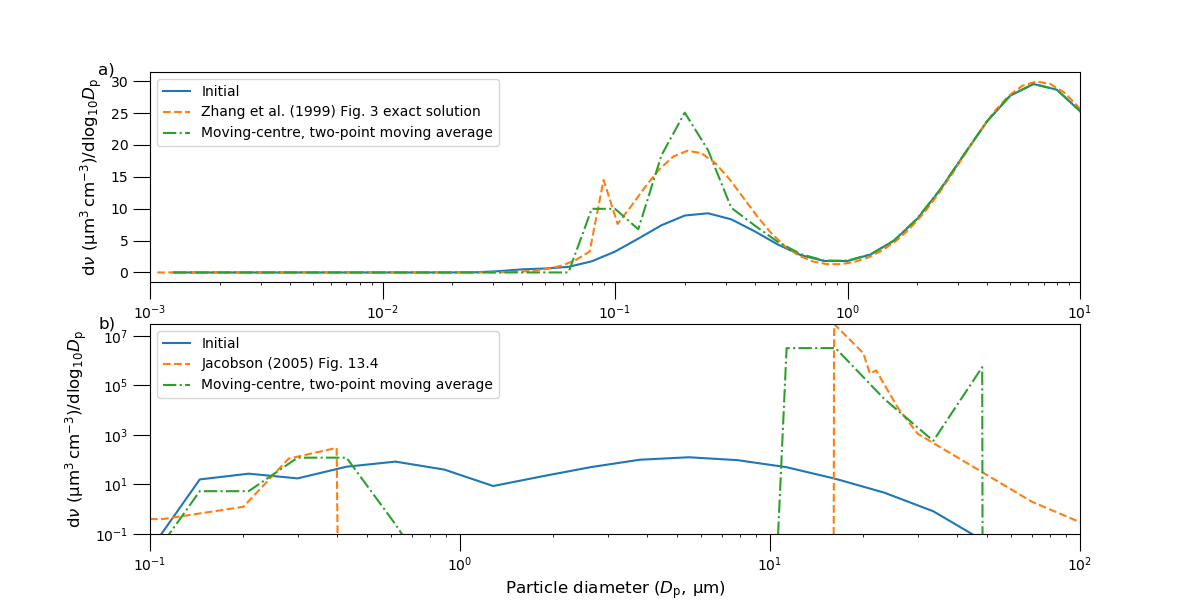 a)
dν (μm³ cm⁻³)/dlog₁₀Dₚ
30
25
20
15
10
5
0
Initial
Zhang et al. (1999) Fig. 3 exact solution
Moving-centre, two-point moving average
10⁻³ 10⁻² 10⁻¹ 10⁰ 10¹
b)
dν (μm³ cm⁻³)/dlog₁₀Dₚ
10⁷
10⁵
10³
10¹
10⁻¹
Initial
Jacobson (2005) Fig. 13.4
Moving-centre, two-point moving average
10⁻¹ 10⁰ 10¹ 10²
Particle diameter (Dₚ, μm)